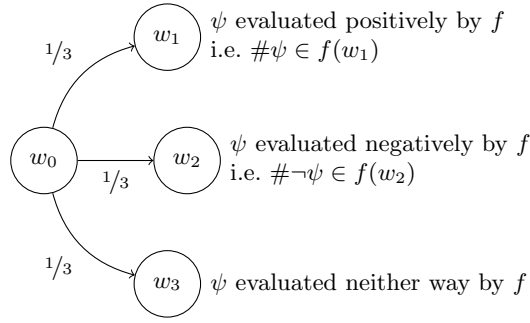 w₁
ψ evaluated positively by f
i.e. #ψ ∈ f(w₁)
1/3
w₀
1/3
w₂
ψ evaluated negatively by f
i.e. #¬ψ ∈ f(w₂)
1/3
w₃
ψ evaluated neither way by f